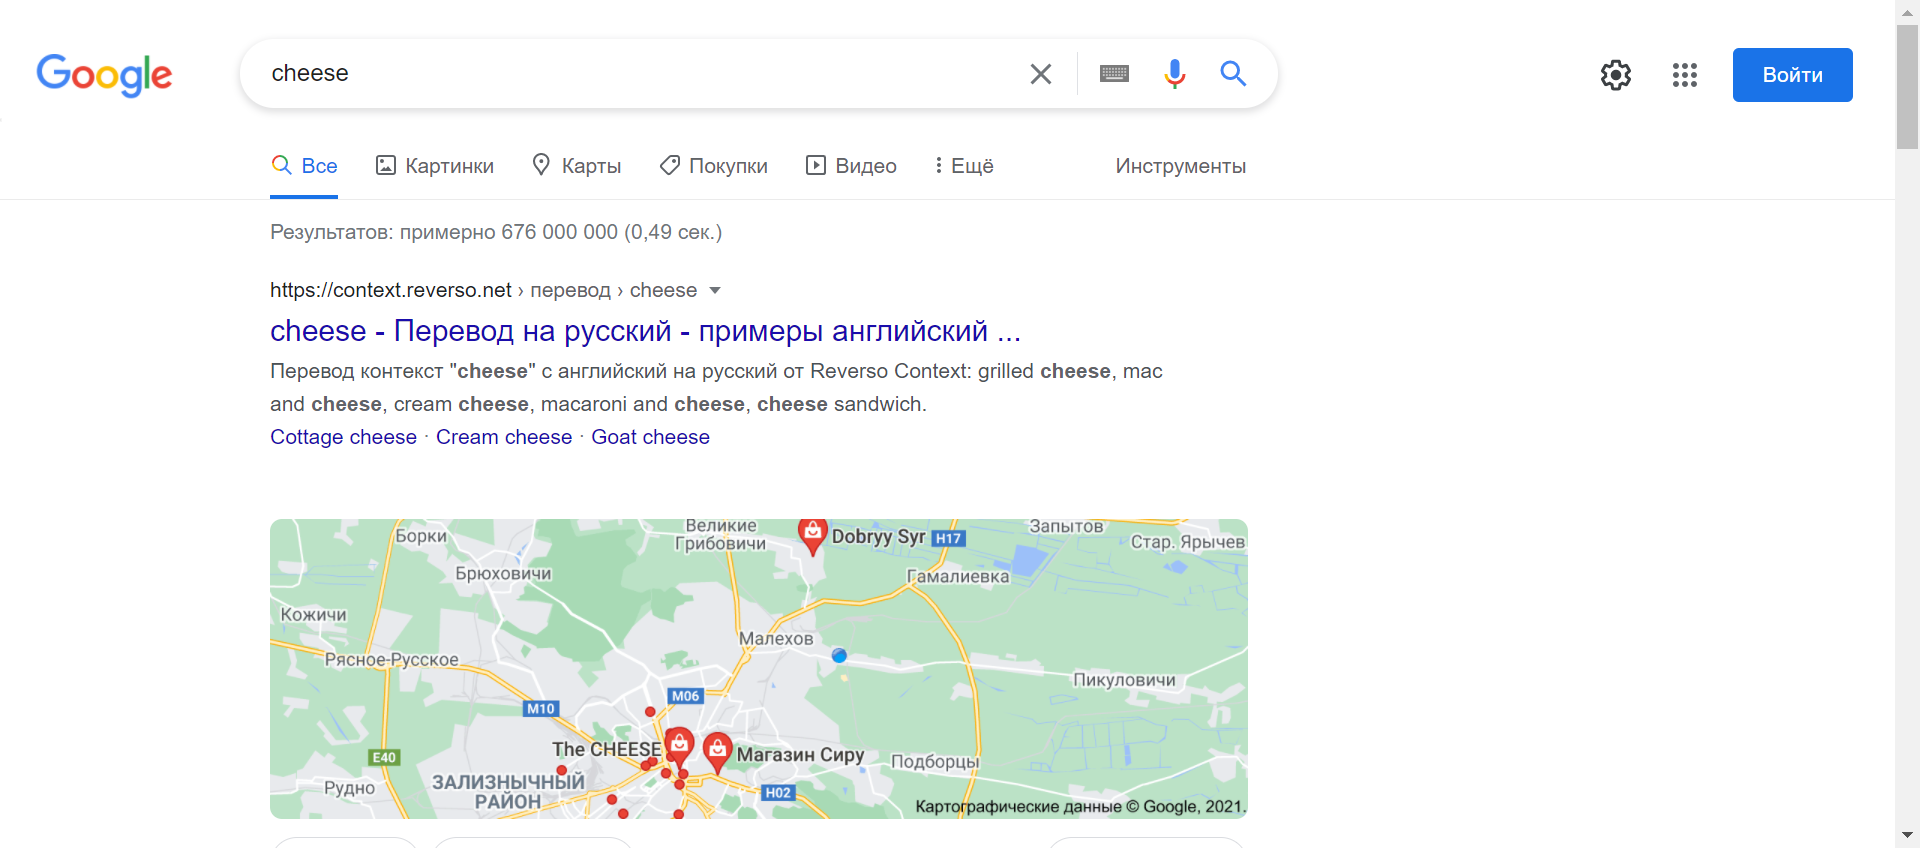 Google
cheese
Войти
Все
Картинки
Карты
Покупки
Видео
Ещё
Инструменты
Результатов: примерно 676 000 000 (0,49 сек.)
https://context.reverso.net › перевод › cheese
cheese - Перевод на русский - примеры английский ...
Перевод контекст "cheese" c английский на русский от Reverso Context: grilled cheese, mac
and cheese, cream cheese, macaroni and cheese, cheese sandwich.
Cottage cheese · Cream cheese · Goat cheese
Борки
Великие
Грибовичи
Dobryy Syr
H17
Запытов
Стар. Ярычев
Брюховичи
Гамалиевка
Кожичи
Малехов
Рясное-Русское
Пикуловичи
M06
M10
The CHEESE
Магазин Сиру
E40
Подборцы
ЗАЛИЗНЫЧНЫЙ
РАЙОН
Рудно
H02
Картографические данные © Google, 2021.